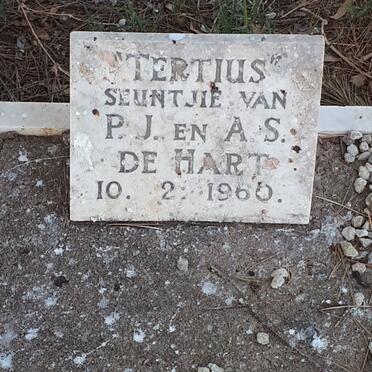 "TERTIUS"
SEUNTJIE VAN
P.J. EN A.S.
DE HART
10. 2. 1960.